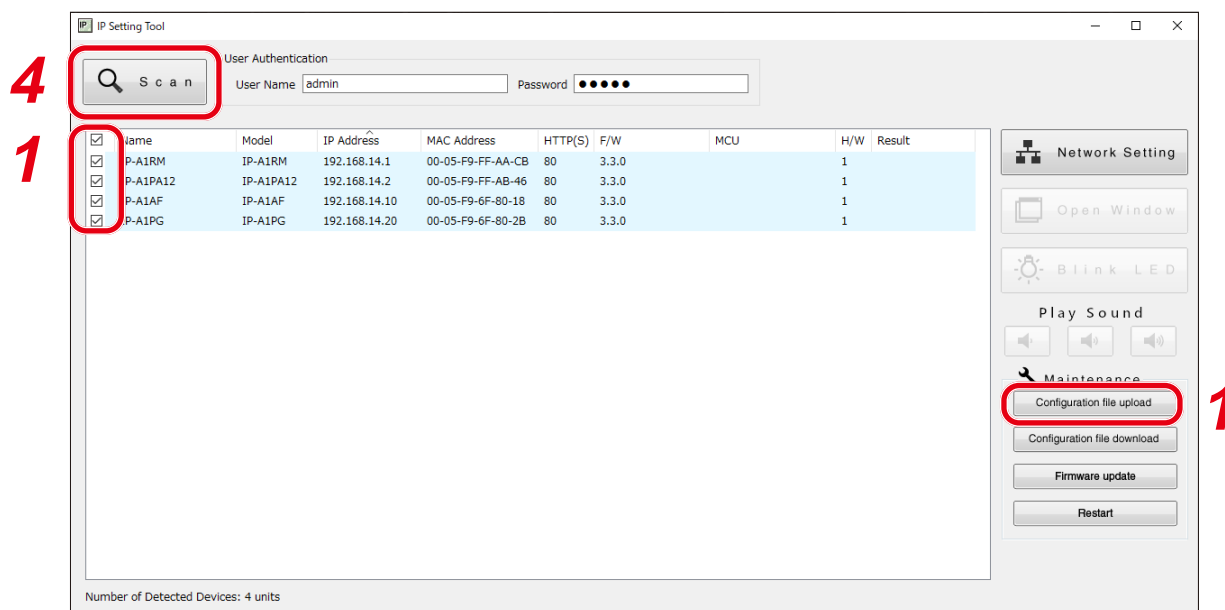 IP IP Setting Tool
4 Scan User Authentication
User Name admin Password ●●●●●
1 Name Model IP Address MAC Address HTTP(S) F/W MCU H/W Result
IP-A1RM IP-A1RM 192.168.14.1 00-05-F9-FF-AA-CB 80 3.3.0 1
IP-A1PA12 IP-A1PA12 192.168.14.2 00-05-F9-FF-AB-46 80 3.3.0 1
IP-A1AF IP-A1AF 192.168.14.10 00-05-F9-6F-80-18 80 3.3.0 1
IP-A1PG IP-A1PG 192.168.14.20 00-05-F9-6F-80-2B 80 3.3.0 1
Network Setting
Open Window
Blink LED
Play Sound
Maintenance
Configuration file upload 1
Configuration file download
Firmware update
Restart
Number of Detected Devices: 4 units